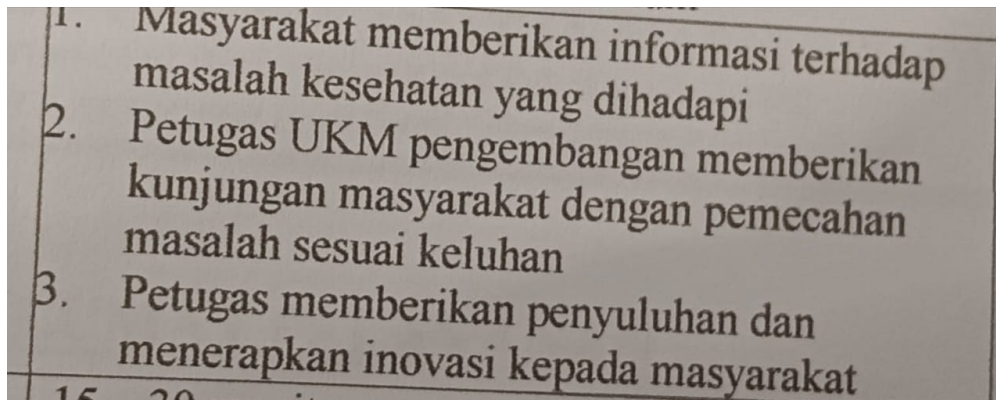 1. Masyarakat memberikan informasi terhadap
masalah kesehatan yang dihadapi
2. Petugas UKM pengembangan memberikan
kunjungan masyarakat dengan pemecahan
masalah sesuai keluhan
3. Petugas memberikan penyuluhan dan
menerapkan inovasi kepada masyarakat